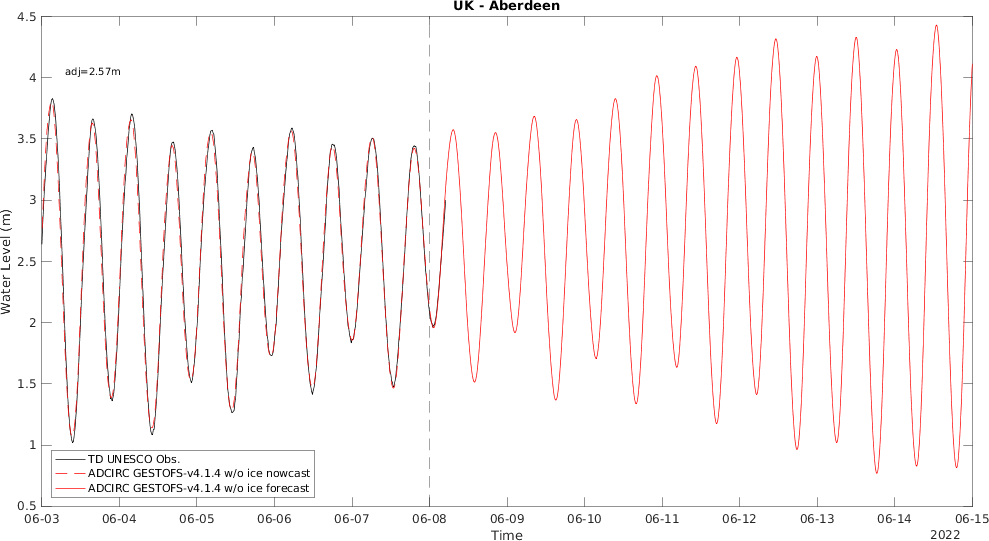 UK - Aberdeen
adj=2.57m
Water Level (m)
4.5
4
3.5
3
2.5
2
1.5
1
0.5
TD UNESCO Obs.
ADCIRC GESTOFS-v4.1.4 w/o ice nowcast
ADCIRC GESTOFS-v4.1.4 w/o ice forecast
06-03 06-04 06-05 06-06 06-07 06-08 06-09 06-10 06-11 06-12 06-13 06-14 06-15
Time
2022